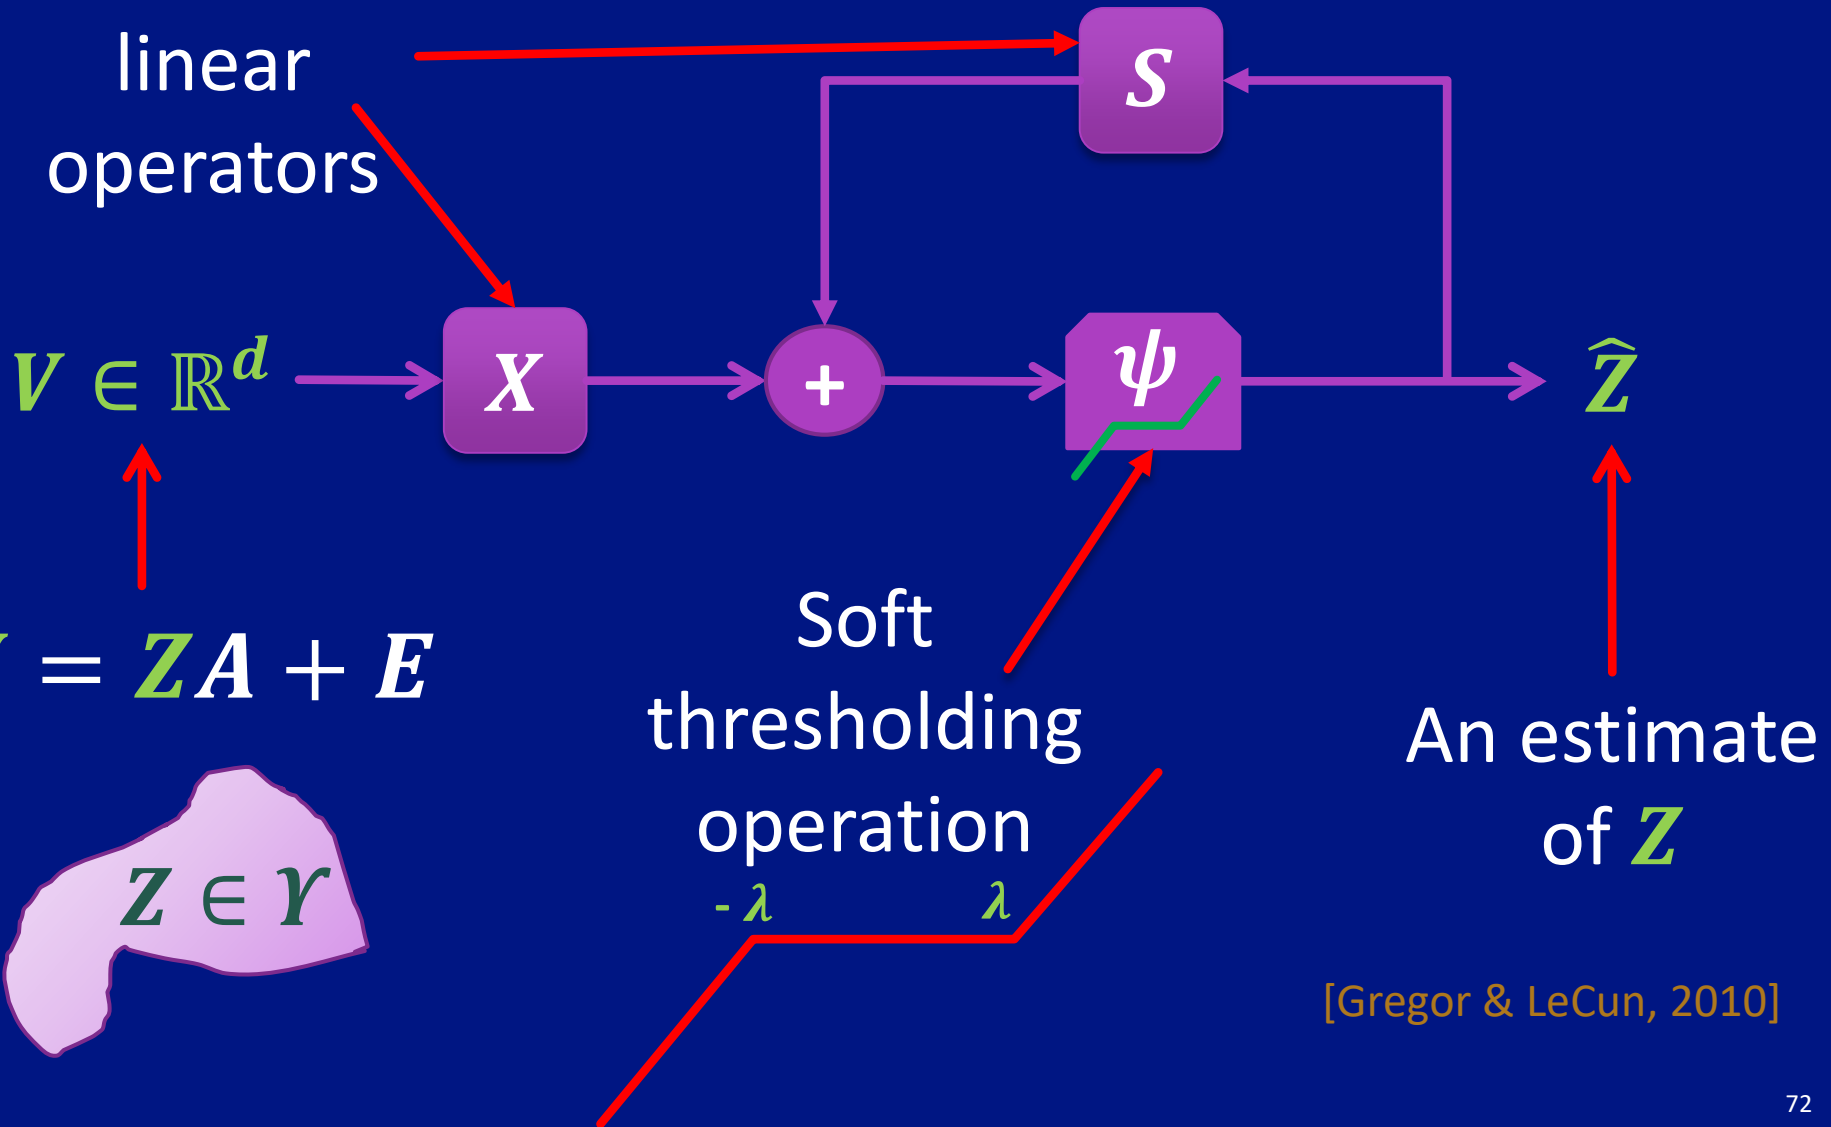 linear
operators
S
V ∈ ℝ^d
X
+
ψ
Ẑ
= ZA + E
Soft
thresholding
operation
-λ
λ
An estimate
of Z
Z ∈ ϒ
[Gregor & LeCun, 2010]
72